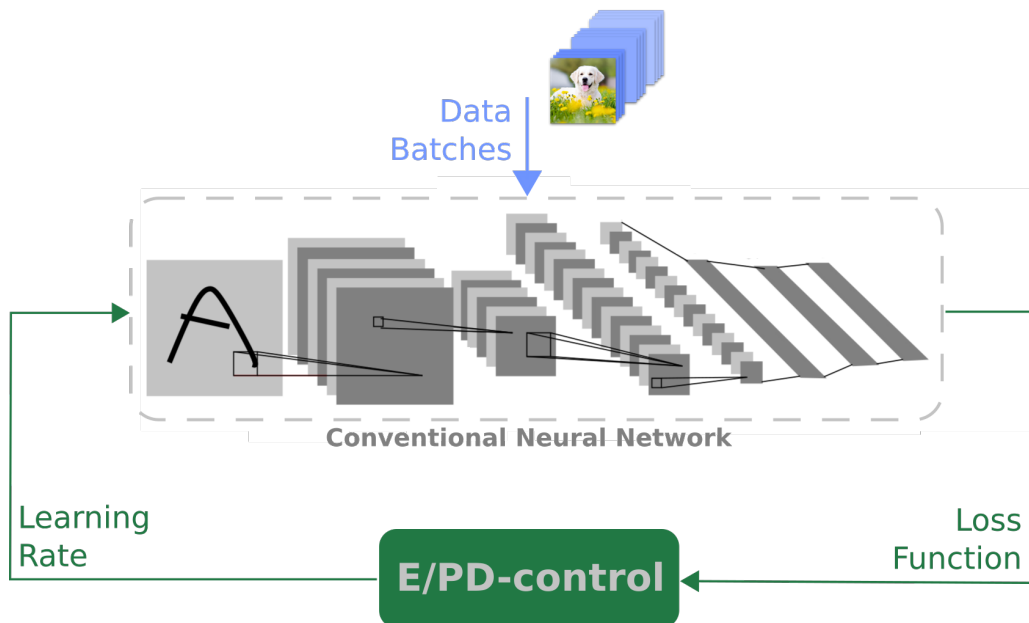 Data
Batches
A
Conventional Neural Network
Learning
Rate
E/PD-control
Loss
Function